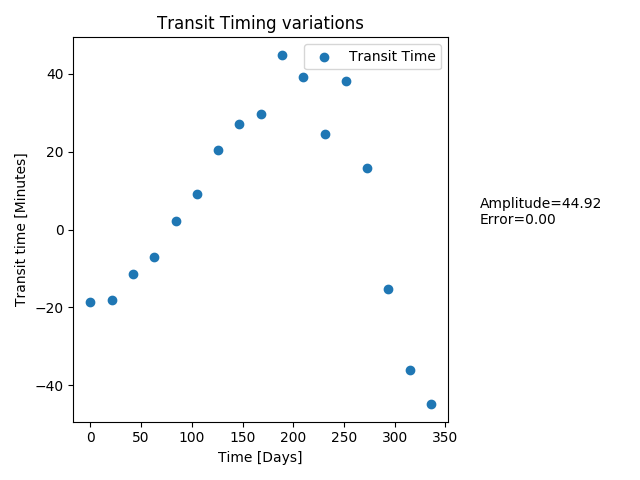 Transit Timing variations
Transit Time
Transit time [Minutes]
40
20
0
−20
−40
0 50 100 150 200 250 300 350
Time [Days]
Amplitude=44.92
Error=0.00